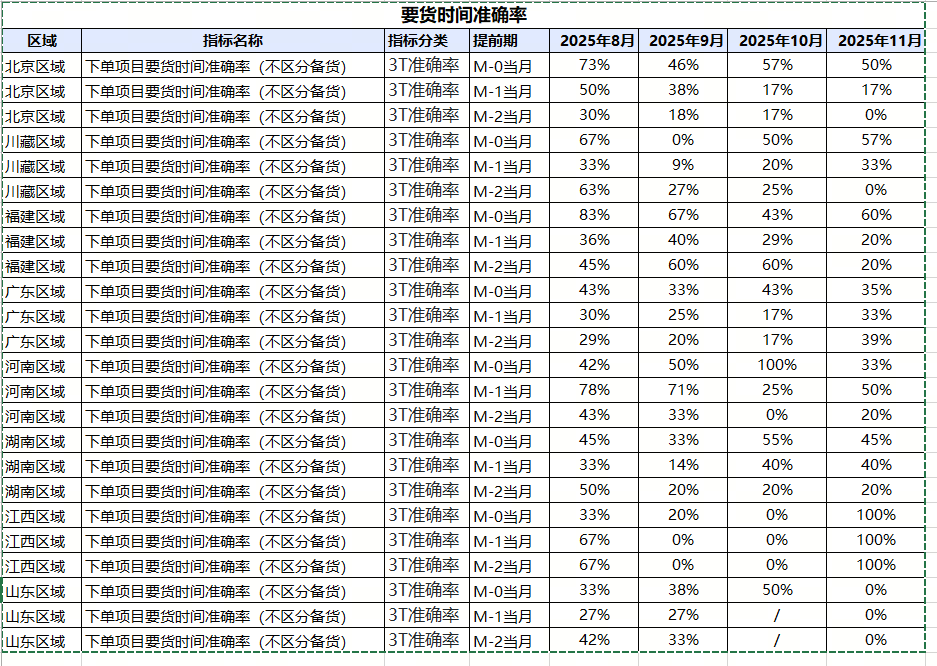 要货时间准确率
区域 指标名称 指标分类 提前期 2025年8月 2025年9月 2025年10月 2025年11月
北京区域 下单项目要货时间准确率（不区分备货） 3T准确率 M-0当月 73% 46% 57% 50%
北京区域 下单项目要货时间准确率（不区分备货） 3T准确率 M-1当月 50% 38% 17% 17%
北京区域 下单项目要货时间准确率（不区分备货） 3T准确率 M-2当月 30% 18% 17% 0%
川藏区域 下单项目要货时间准确率（不区分备货） 3T准确率 M-0当月 67% 0% 50% 57%
川藏区域 下单项目要货时间准确率（不区分备货） 3T准确率 M-1当月 33% 9% 20% 33%
川藏区域 下单项目要货时间准确率（不区分备货） 3T准确率 M-2当月 63% 27% 25% 0%
福建区域 下单项目要货时间准确率（不区分备货） 3T准确率 M-0当月 83% 67% 43% 60%
福建区域 下单项目要货时间准确率（不区分备货） 3T准确率 M-1当月 36% 40% 29% 20%
福建区域 下单项目要货时间准确率（不区分备货） 3T准确率 M-2当月 45% 60% 60% 20%
广东区域 下单项目要货时间准确率（不区分备货） 3T准确率 M-0当月 43% 33% 43% 35%
广东区域 下单项目要货时间准确率（不区分备货） 3T准确率 M-1当月 30% 25% 17% 33%
广东区域 下单项目要货时间准确率（不区分备货） 3T准确率 M-2当月 29% 20% 17% 39%
河南区域 下单项目要货时间准确率（不区分备货） 3T准确率 M-0当月 42% 50% 100% 33%
河南区域 下单项目要货时间准确率（不区分备货） 3T准确率 M-1当月 78% 71% 25% 50%
河南区域 下单项目要货时间准确率（不区分备货） 3T准确率 M-2当月 43% 33% 0% 20%
湖南区域 下单项目要货时间准确率（不区分备货） 3T准确率 M-0当月 45% 33% 55% 45%
湖南区域 下单项目要货时间准确率（不区分备货） 3T准确率 M-1当月 33% 14% 40% 40%
湖南区域 下单项目要货时间准确率（不区分备货） 3T准确率 M-2当月 50% 20% 20% 20%
江西区域 下单项目要货时间准确率（不区分备货） 3T准确率 M-0当月 33% 20% 0% 100%
江西区域 下单项目要货时间准确率（不区分备货） 3T准确率 M-1当月 67% 0% 0% 100%
江西区域 下单项目要货时间准确率（不区分备货） 3T准确率 M-2当月 67% 0% 0% 100%
山东区域 下单项目要货时间准确率（不区分备货） 3T准确率 M-0当月 33% 38% 50% 0%
山东区域 下单项目要货时间准确率（不区分备货） 3T准确率 M-1当月 27% 27% / 0%
山东区域 下单项目要货时间准确率（不区分备货） 3T准确率 M-2当月 42% 33% / 0%